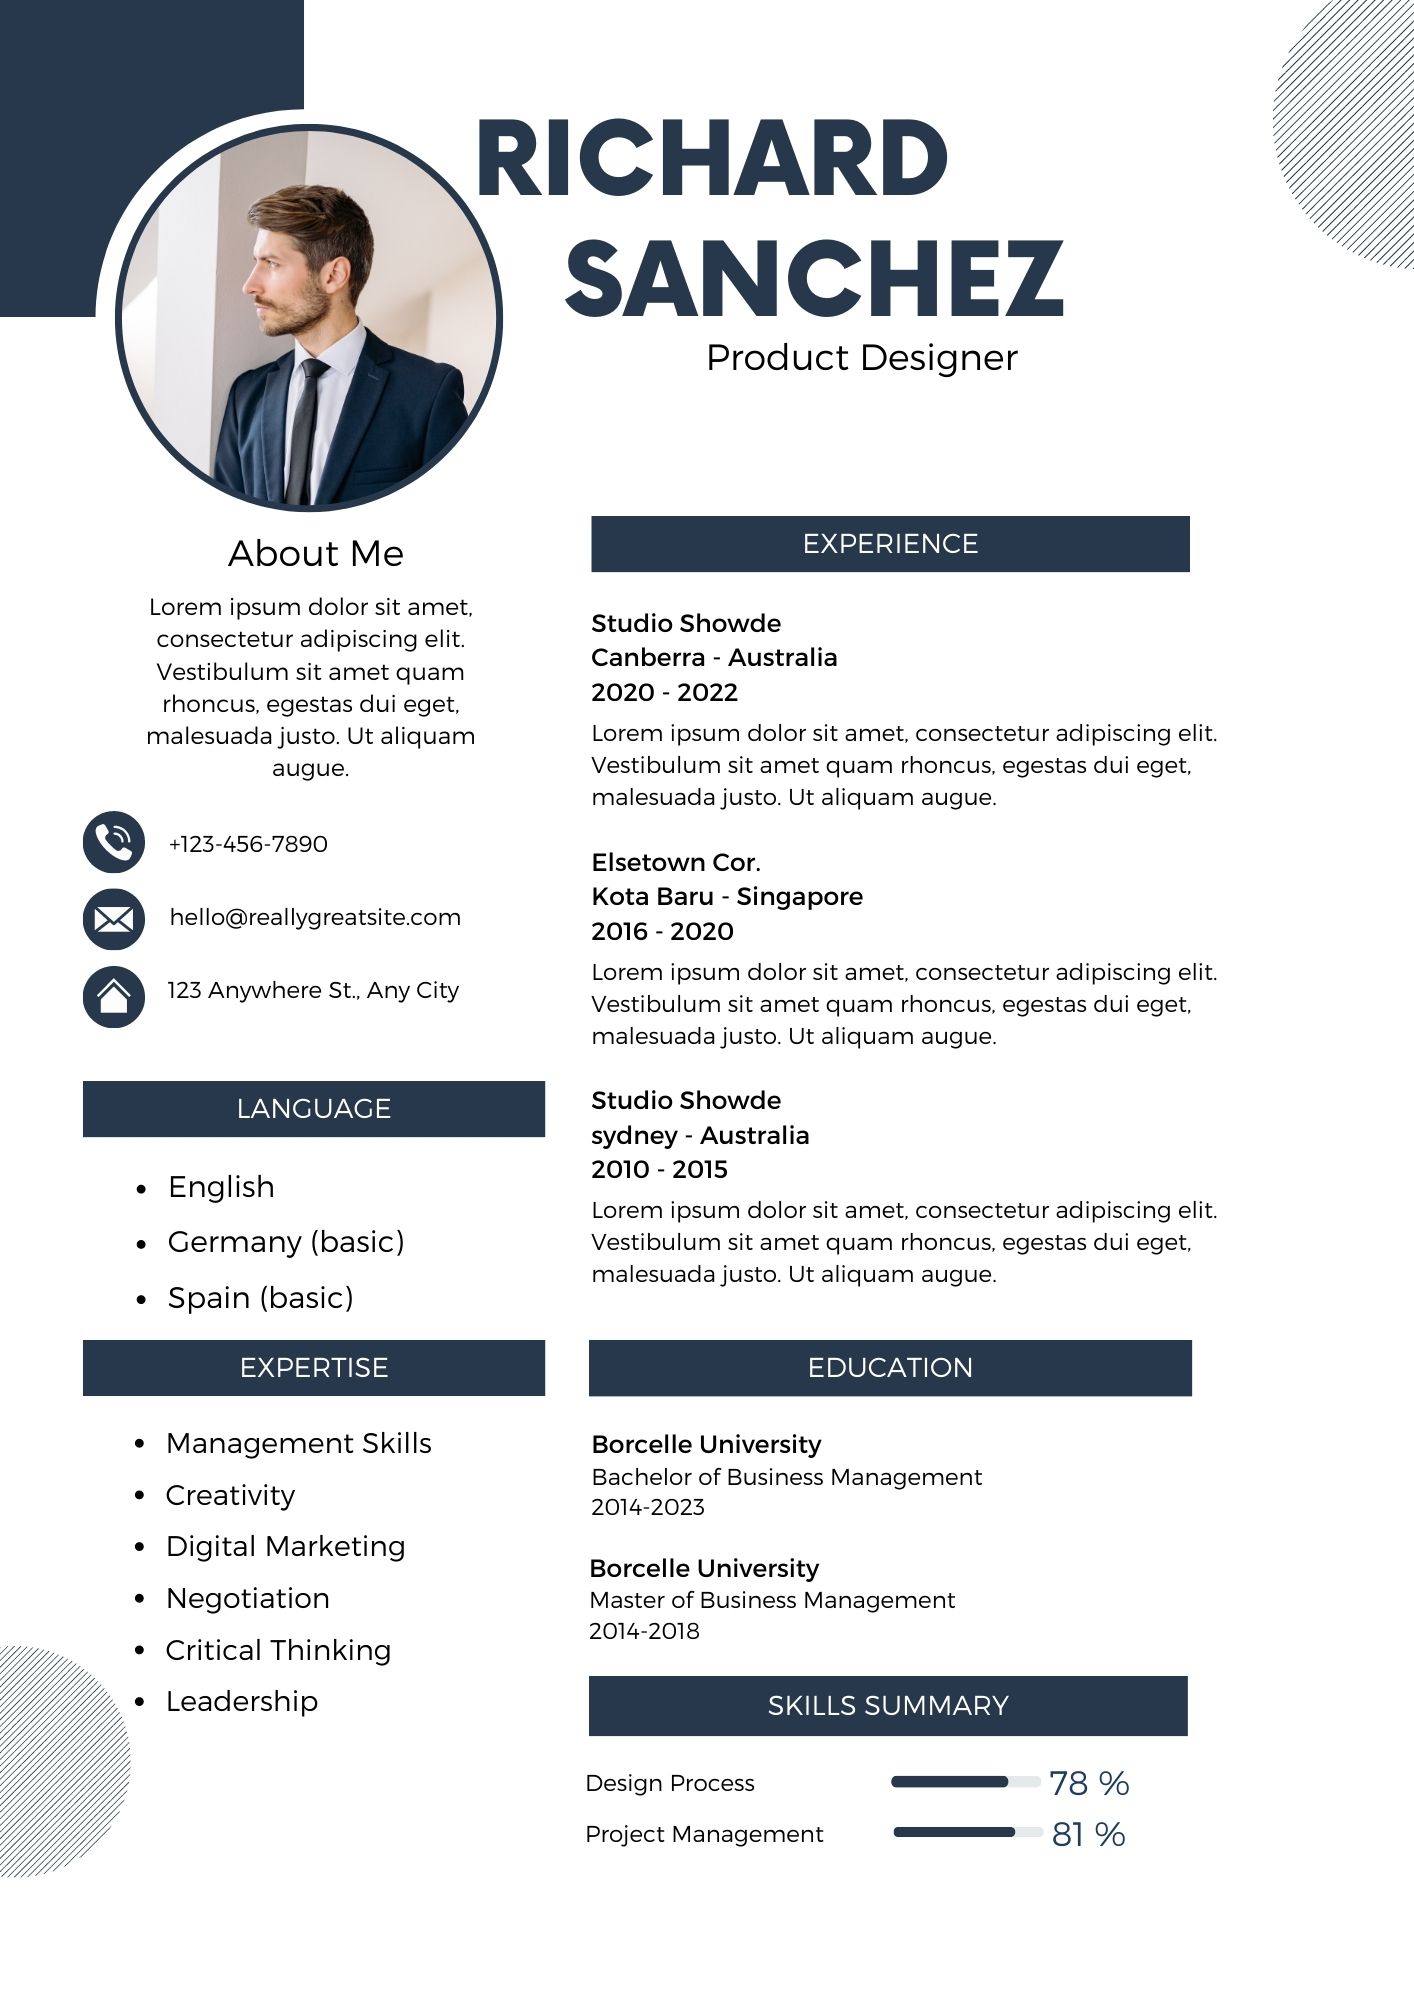 RICHARD
SANCHEZ
Product Designer
About Me
Lorem ipsum dolor sit amet,
consectetur adipiscing elit.
Vestibulum sit amet quam
rhoncus, egestas dui eget,
malesuada justo. Ut aliquam
augue.
+123-456-7890
hello@reallygreatsite.com
123 Anywhere St., Any City
LANGUAGE
English
Germany (basic)
Spain (basic)
EXPERTISE
Management Skills
Creativity
Digital Marketing
Negotiation
Critical Thinking
Leadership
EXPERIENCE
Studio Showde
Canberra - Australia
2020 - 2022
Lorem ipsum dolor sit amet, consectetur adipiscing elit.
Vestibulum sit amet quam rhoncus, egestas dui eget,
malesuada justo. Ut aliquam augue.
Elsetown Cor.
Kota Baru - Singapore
2016 - 2020
Lorem ipsum dolor sit amet, consectetur adipiscing elit.
Vestibulum sit amet quam rhoncus, egestas dui eget,
malesuada justo. Ut aliquam augue.
Studio Showde
sydney - Australia
2010 - 2015
Lorem ipsum dolor sit amet, consectetur adipiscing elit.
Vestibulum sit amet quam rhoncus, egestas dui eget,
malesuada justo. Ut aliquam augue.
EDUCATION
Borcelle University
Bachelor of Business Management
2014-2023
Borcelle University
Master of Business Management
2014-2018
SKILLS SUMMARY
Design Process 78 %
Project Management 81 %